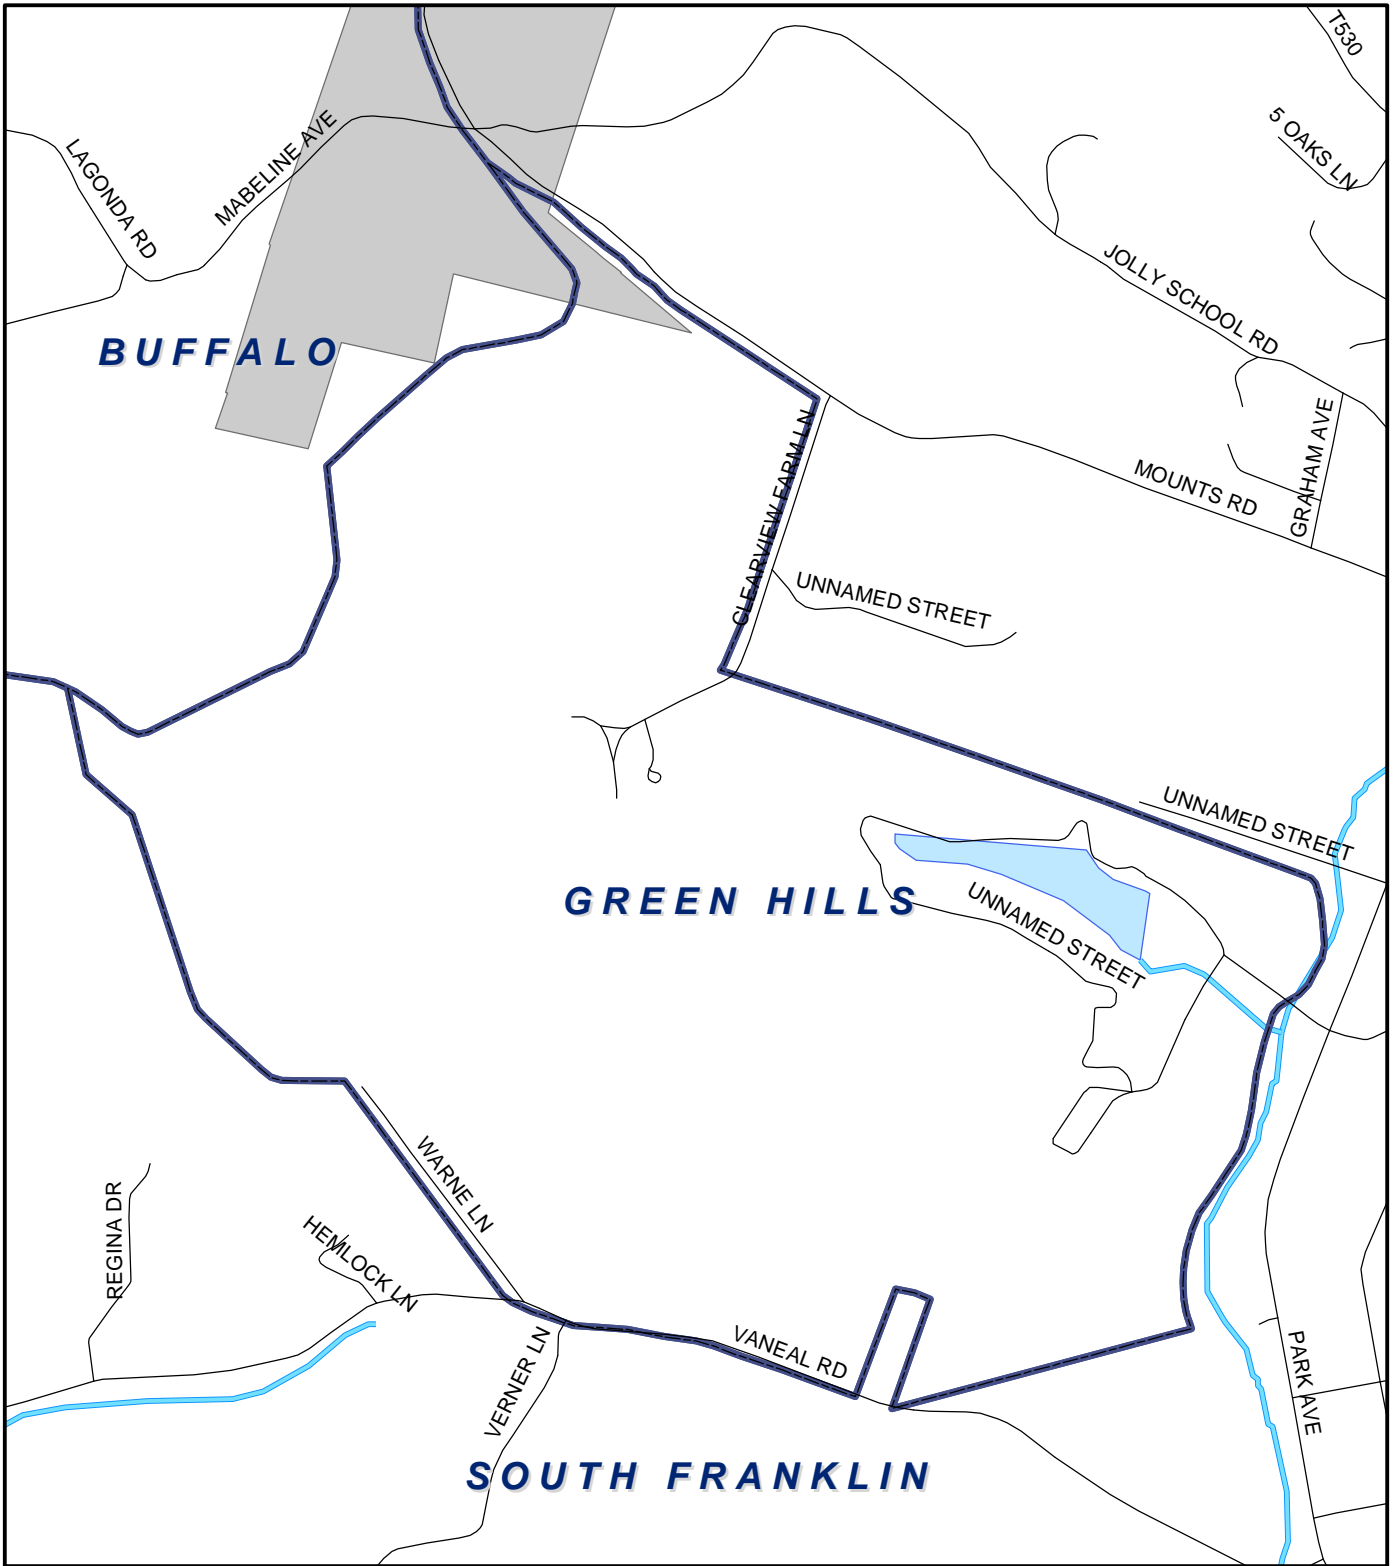 T530
5 OAKS LN
LAGONDA RD
MABELINE AVE
JOLLY SCHOOL RD
BUFFALO
GRAHAM AVE
CLEARVIEW FARM LN
MOUNTS RD
UNNAMED STREET
UNNAMED STREET
GREEN HILLS
UNNAMED STREET
WARNE LN
REGINA DR
HEMLOCK LN
VANEAL RD
VERNER LN
PARK AVE
SOUTH FRANKLIN